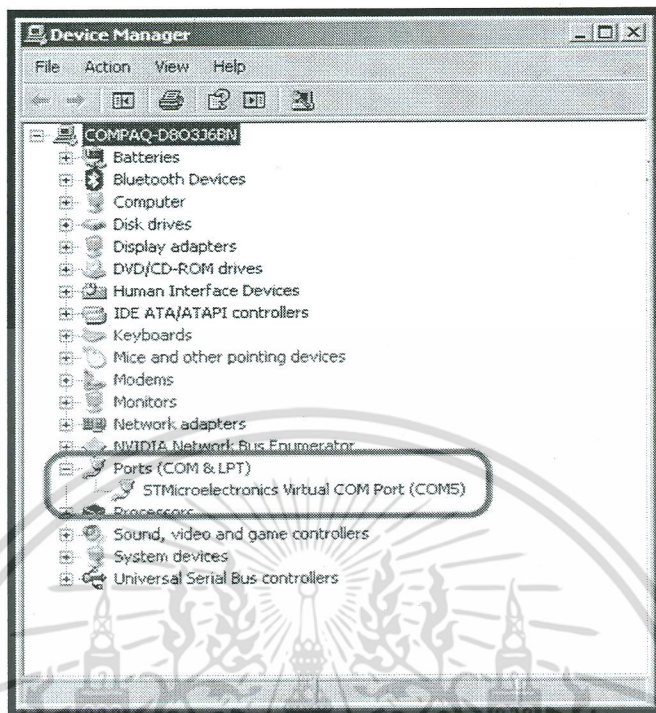 Device Manager
File Action View Help
COMPAQ-D8O3J6BN
Batteries
Bluetooth Devices
Computer
Disk drives
Display adapters
DVD/CD-ROM drives
Human Interface Devices
IDE ATA/ATAPI controllers
Keyboards
Mice and other pointing devices
Modems
Monitors
Network adapters
NVIDIA Network Bus Enumerator
Ports (COM & LPT)
STMicroelectronics Virtual COM Port (COM5)
Processors
Sound, video and game controllers
System devices
Universal Serial Bus controllers